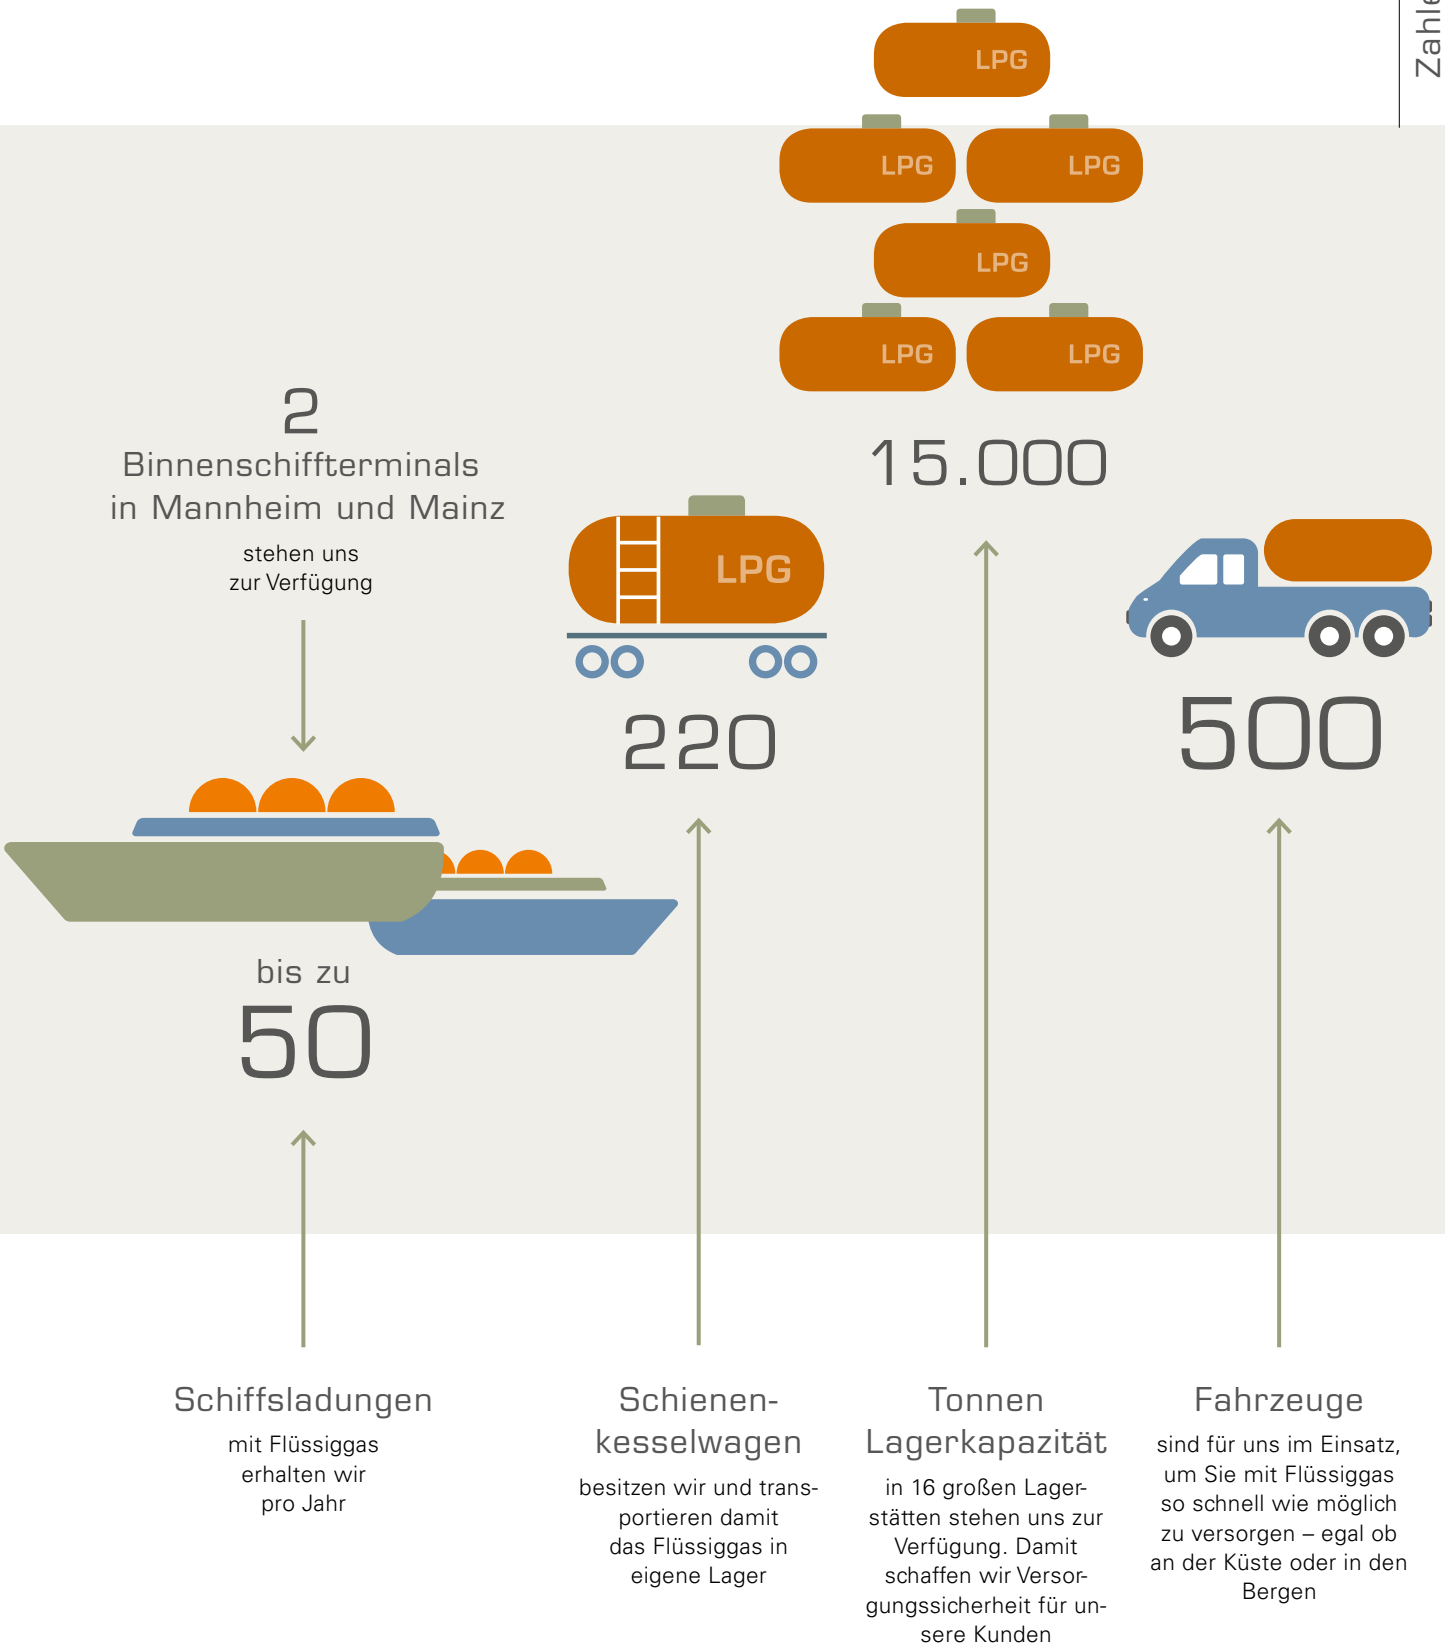 LPG
LPG
LPG
LPG
LPG
LPG
2
Binnenschiffterminals
in Mannheim und Mainz
stehen uns
zur Verfügung
bis zu
50
Schiffsladungen
mit Flüssiggas
erhalten wir
pro Jahr
LPG
220
Schienen-
kesselwagen
besitzen wir und trans-
portieren damit
das Flüssiggas in
eigene Lager
15.000
Tonnen
Lagerkapazität
in 16 großen Lager-
stätten stehen uns zur
Verfügung. Damit
schaffen wir Versor-
gungssicherheit für un-
sere Kunden
500
Fahrzeuge
sind für uns im Einsatz,
um Sie mit Flüssiggas
so schnell wie möglich
zu versorgen – egal ob
an der Küste oder in den
Bergen